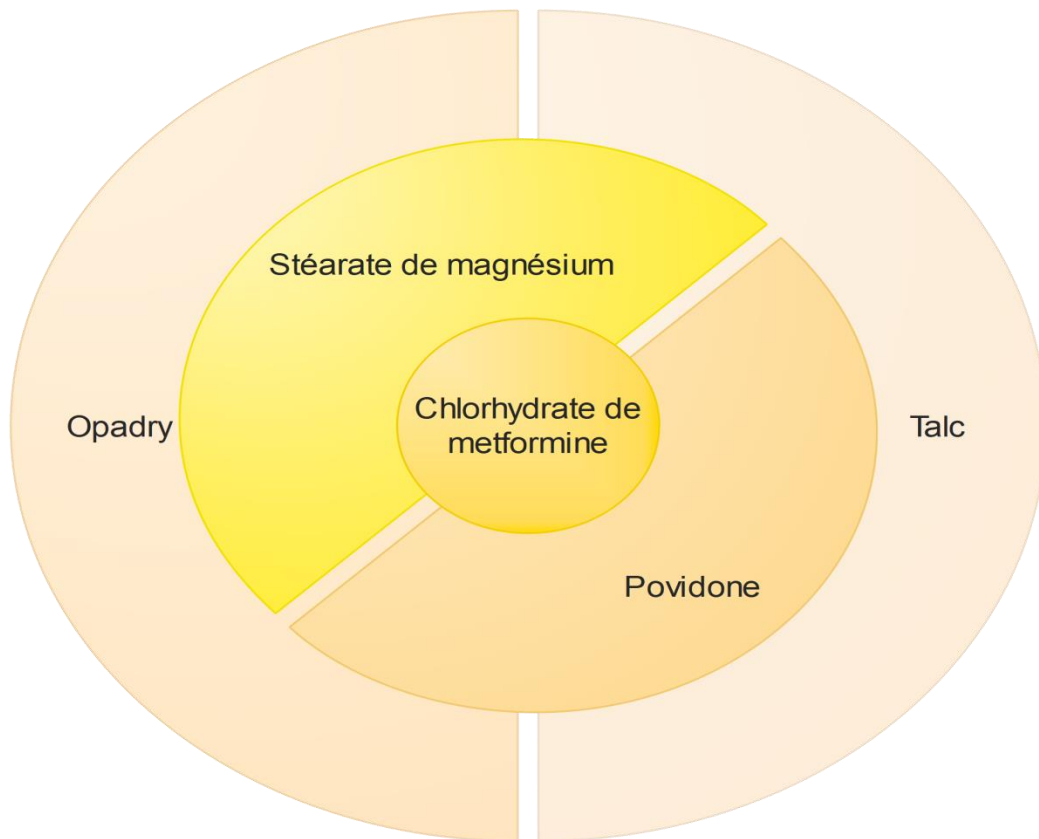 Stéarate de magnésium
Chlorhydrate de
metformine
Opadry
Talc
Povidone